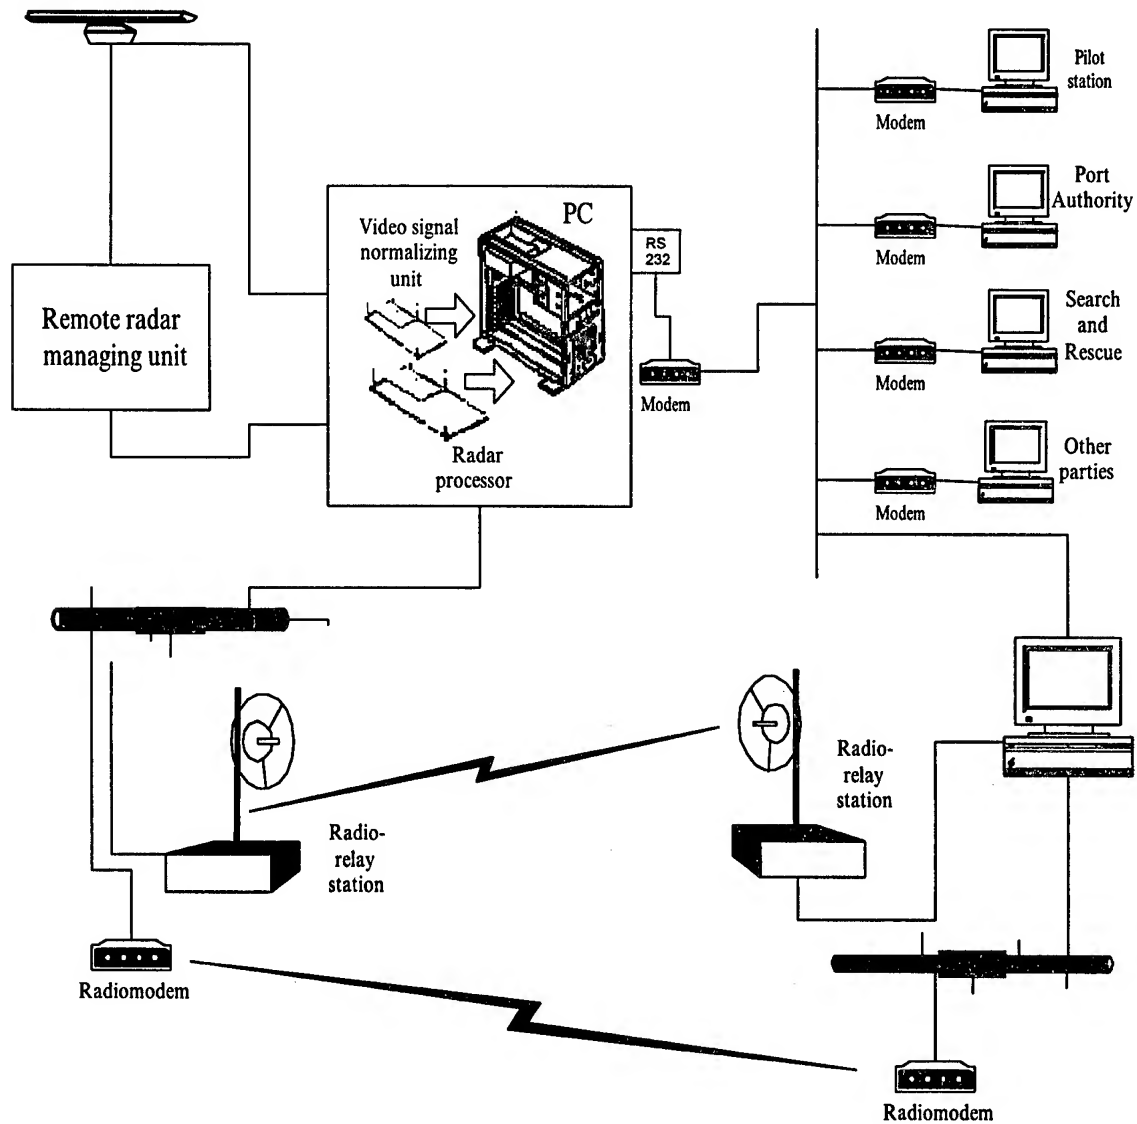 Pilot
station
Modem
Port
Authority
Modem
PC
Video signal
normalizing
unit
RS
232
Remote radar
managing unit
Search
and
Rescue
Modem
Modem
Radar
processor
Other
parties
Modem
Radio-
relay
station
Radio-
relay
station
Radiomodem
Radiomodem